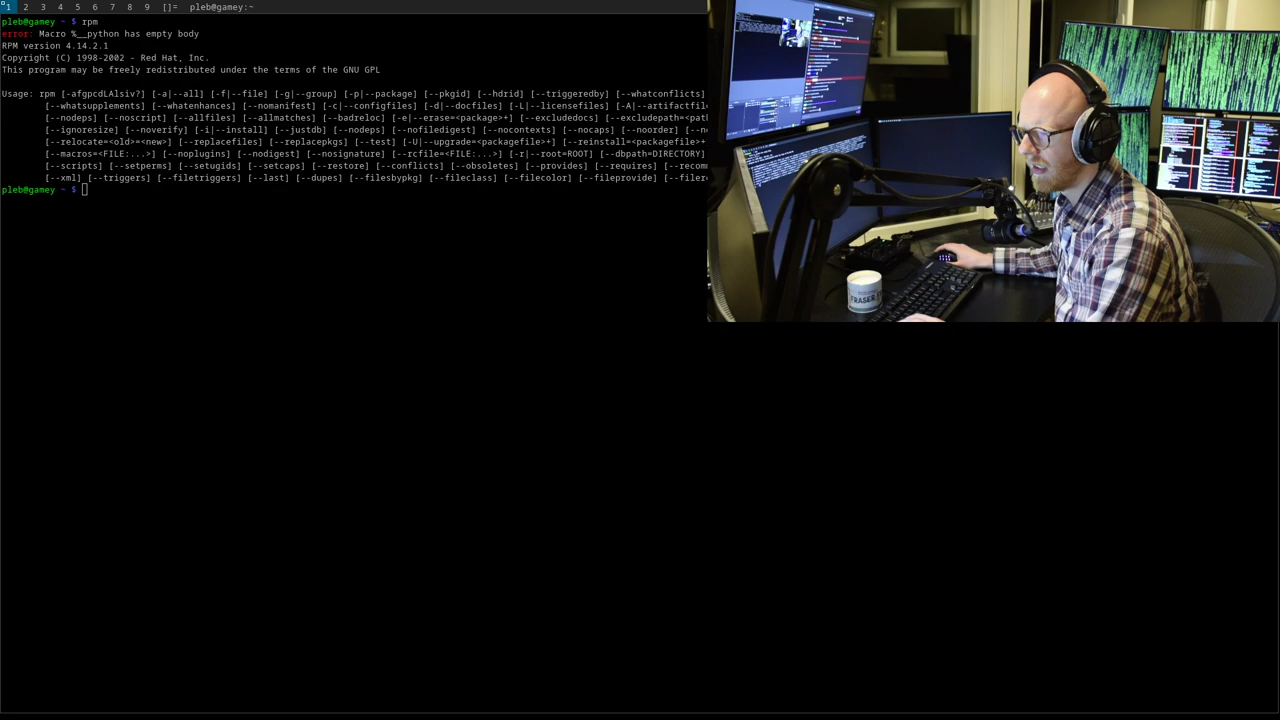 1 2 3 4 5 6 7 8 9 []= pleb@gamey:~
pleb@gamey ~ $ rpm
error: Macro %__python has empty body
RPM version 4.14.2.1
Copyright (C) 1998-2002 - Red Hat, Inc.
This program may be freely redistributed under the terms of the GNU GPL
Usage: rpm [-afgpcdLAlsiv?] [-a|--all] [-f|--file] [-g|--group] [-p|--package] [--pkgid] [--hdrid] [--triggeredby] [--whatconflicts]
[--whatsupplements] [--whatenhances] [--nomanifest] [-c|--configfiles] [-d|--docfiles] [-L|--licensefiles] [-A|--artifactfile
[--nodeps] [--noscript] [--allfiles] [--allmatches] [--badreloc] [-e|--erase=<package>+] [--excludedocs] [--excludepath=<pat
[--ignoresize] [--noverify] [-i|--install] [--justdb] [--nodeps] [--nofiledigest] [--nocontexts] [--nocaps] [--noorder] [--n
[--relocate=<old>=<new>] [--replacefiles] [--replacepkgs] [--test] [-U|--upgrade=<packagefile>+] [--reinstall=<packagefile>+
[--macros=<FILE:...>] [--noplugins] [--nodigest] [--nosignature] [--rcfile=<FILE:...>] [-r|--root=ROOT] [--dbpath=DIRECTORY]
[--scripts] [--setperms] [--setugids] [--setcaps] [--restore] [--conflicts] [--obsoletes] [--provides] [--requires] [--recom
[--xml] [--triggers] [--filetriggers] [--last] [--dupes] [--filesbypkg] [--fileclass] [--filecolor] [--fileprovide] [--filer
pleb@gamey ~ $
FRASER